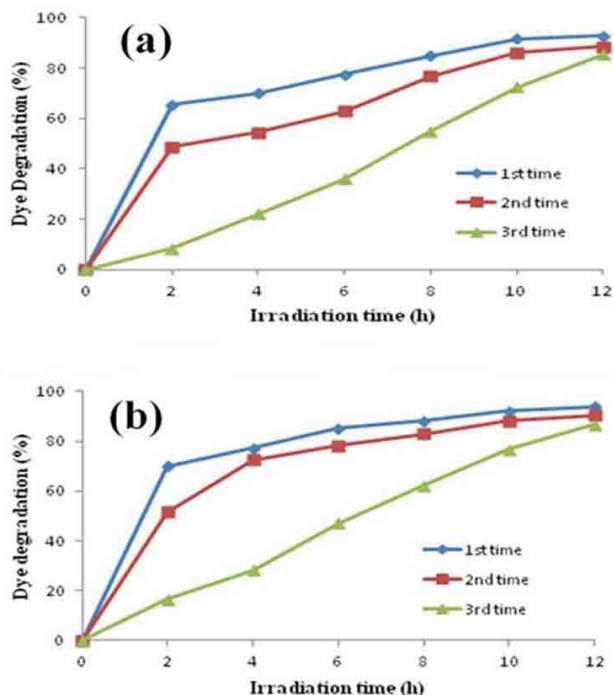 (a)
Dye Degradation (%)
100
80
60
40
20
0
1st time
2nd time
3rd time
0 2 4 6 8 10 12
Irradiation time (h)
(b)
Dye degradation (%)
100
80
60
40
20
0
1st time
2nd time
3rd time
0 2 4 6 8 10 12
Irradiation time (h)